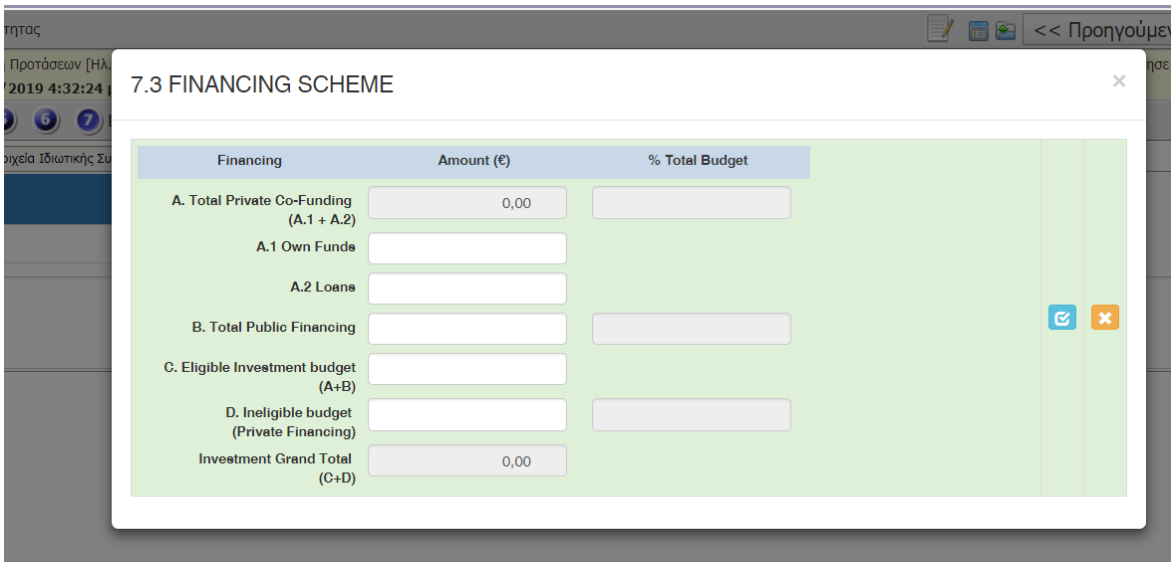 τητας
<< Προηγούμεν
Προτάσεων [Ηλ.
ησε
/2019 4:32:24 μ
7.3 FINANCING SCHEME
×
6 7
οιχεία Ιδιωτικής Συ
Financing Amount (€) % Total Budget
A. Total Private Co-Funding 0,00
(A.1 + A.2)
A.1 Own Funds
A.2 Loans
B. Total Public Financing
C. Eligible Investment budget
(A+B)
D. Ineligible budget
(Private Financing)
Investment Grand Total 0,00
(C+D)